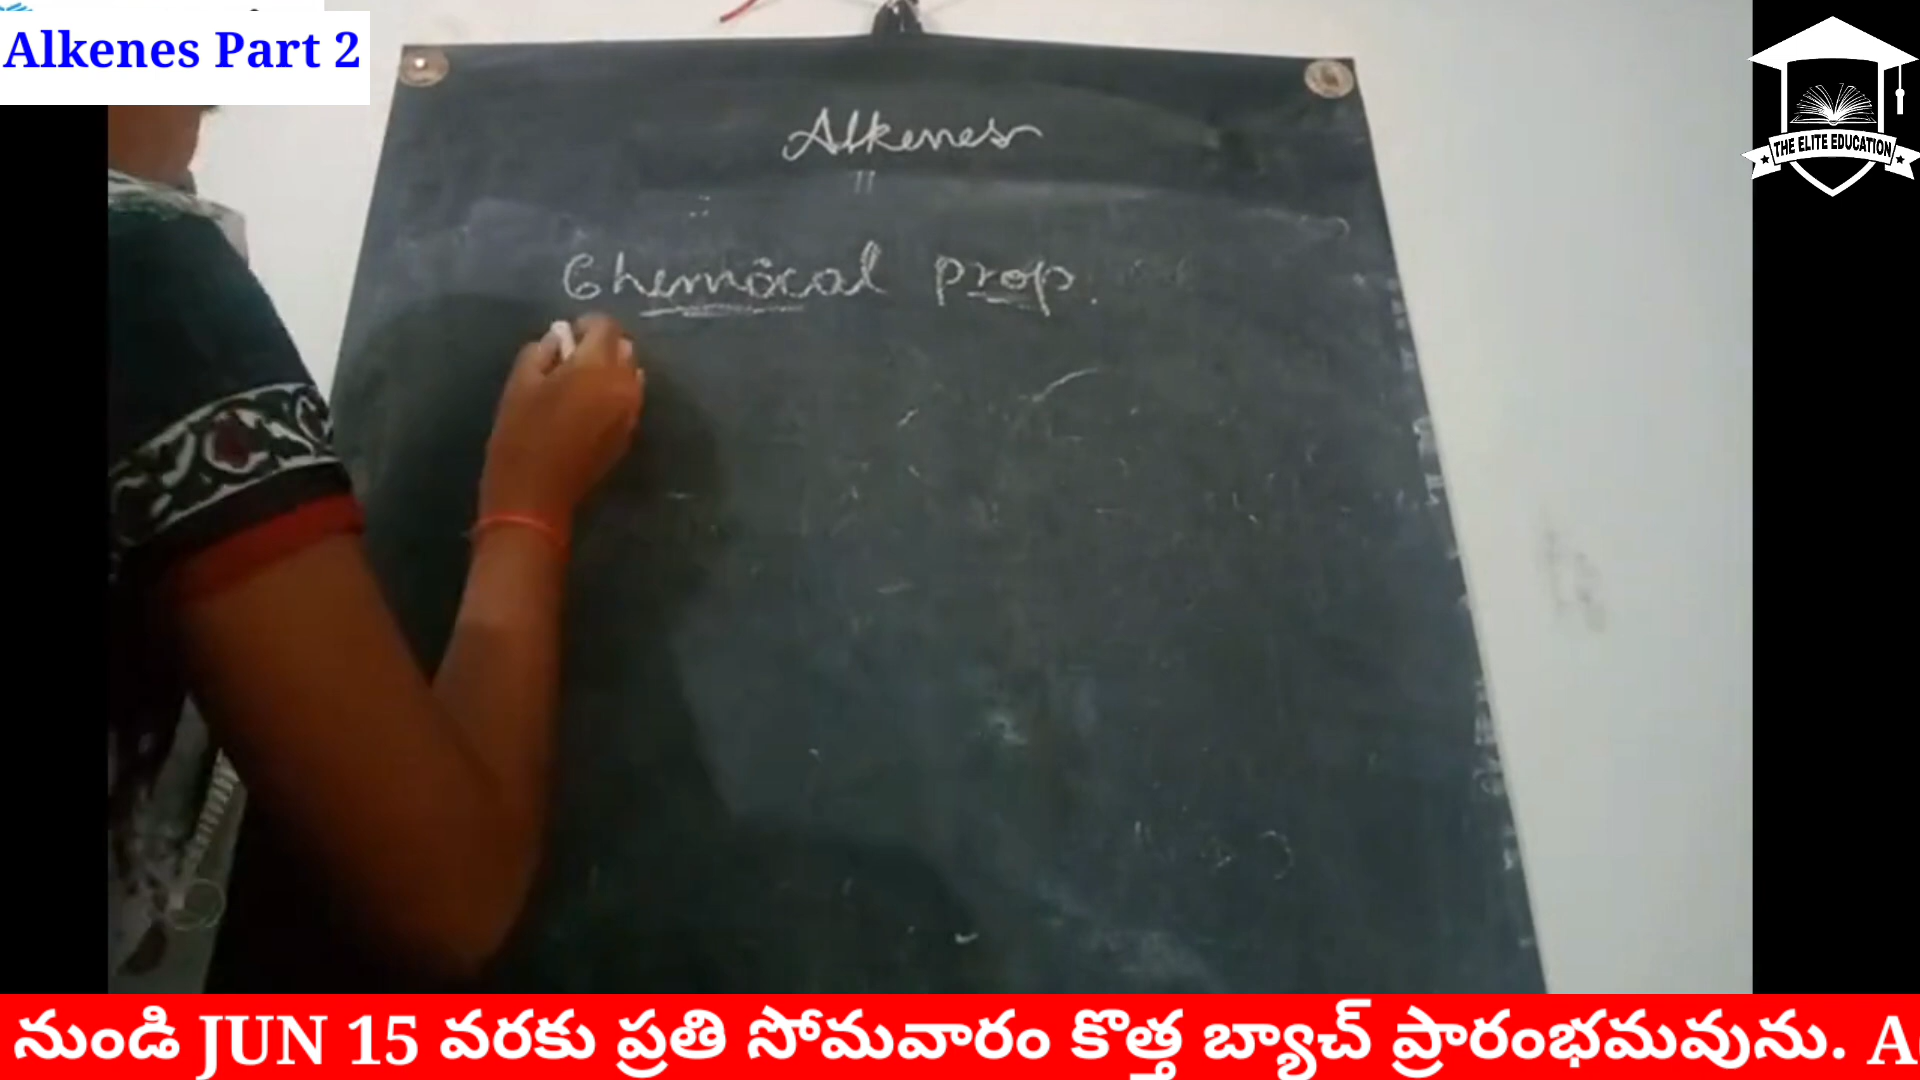 Alkenes Part 2
THE ELITE EDUCATION
Alkenes
Chemical prop.
నుండి JUN 15 వరకు ప్రతి సోమవారం కొత్త బ్యాచ్ ప్రారంభమవును.